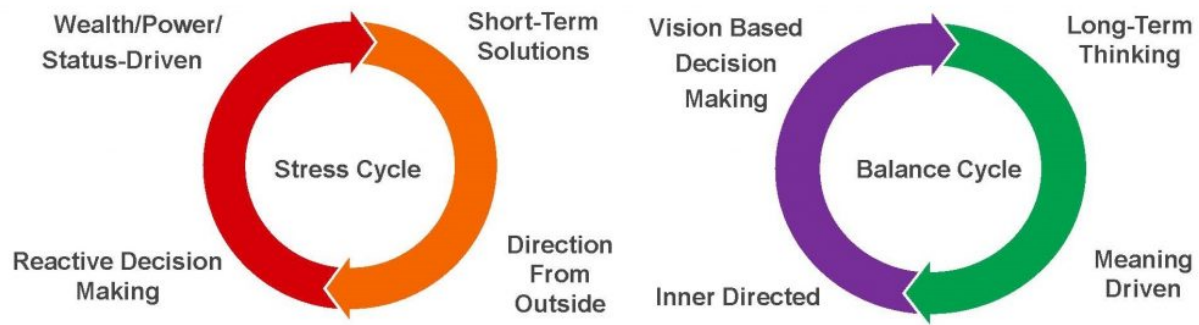 Wealth/Power/
Status-Driven
Short-Term
Solutions
Stress Cycle
Reactive Decision
Making
Direction
From
Outside
Vision Based
Decision
Making
Long-Term
Thinking
Balance Cycle
Inner Directed
Meaning
Driven